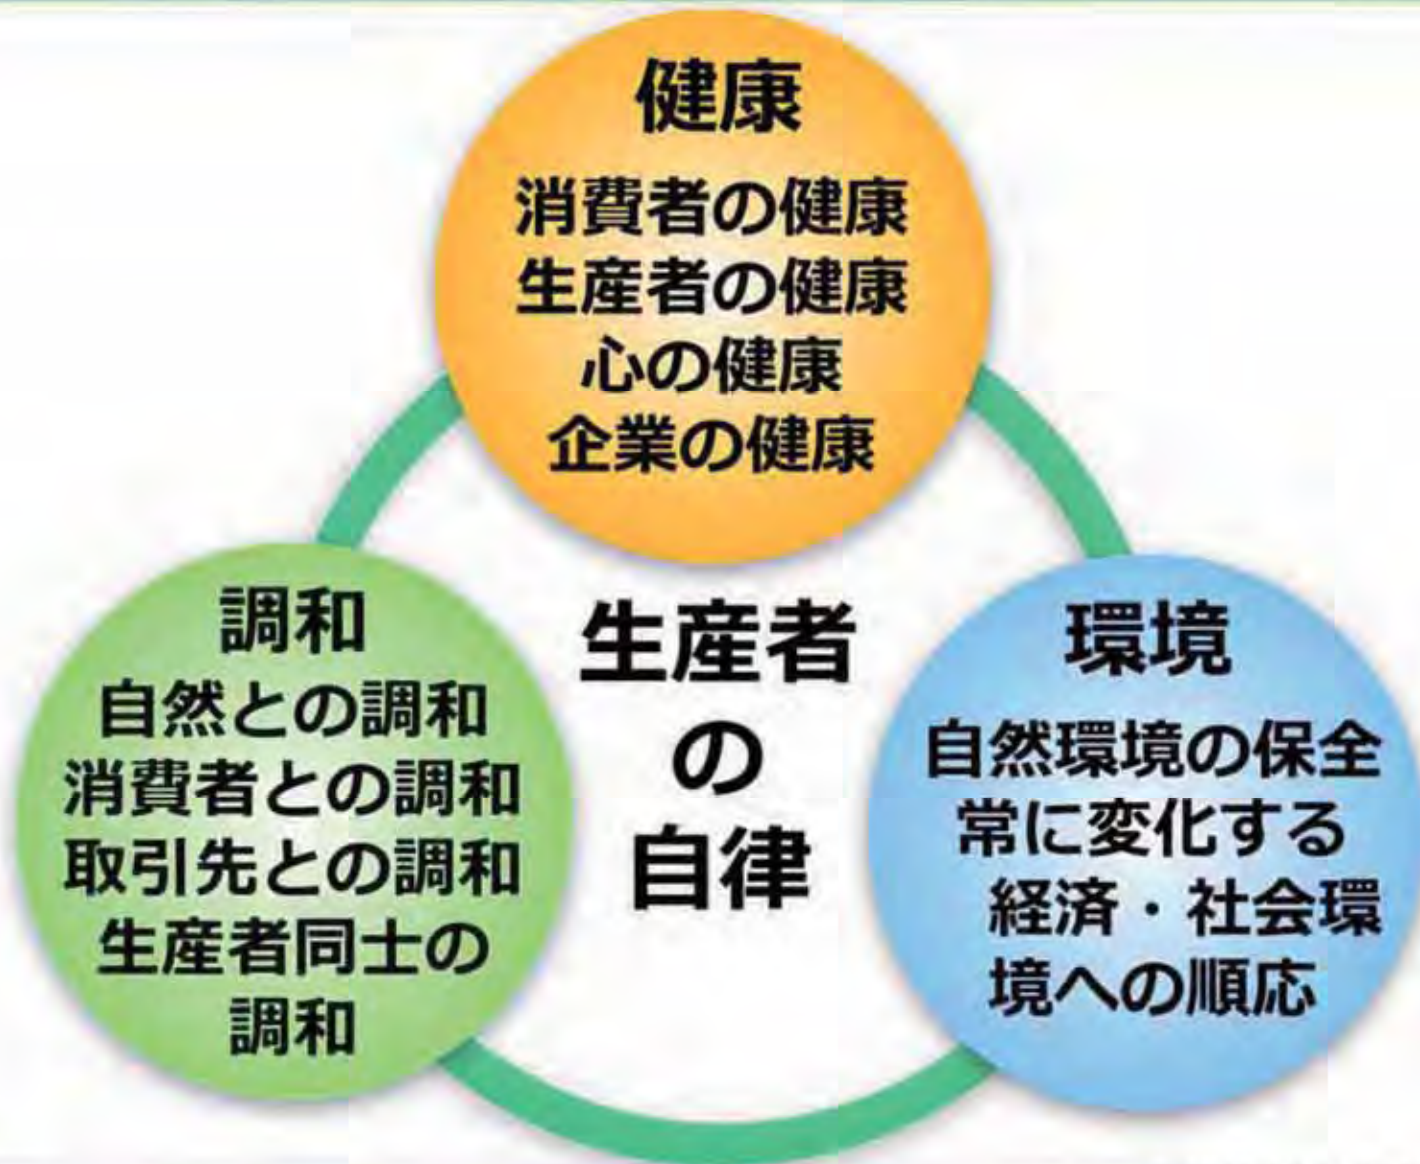 健康
消費者の健康
生産者の健康
心の健康
企業の健康
調和
自然との調和
消費者との調和
取引先との調和
生産者同士の
調和
生産者
の
自律
環境
自然環境の保全
常に変化する
経済・社会環
境への順応